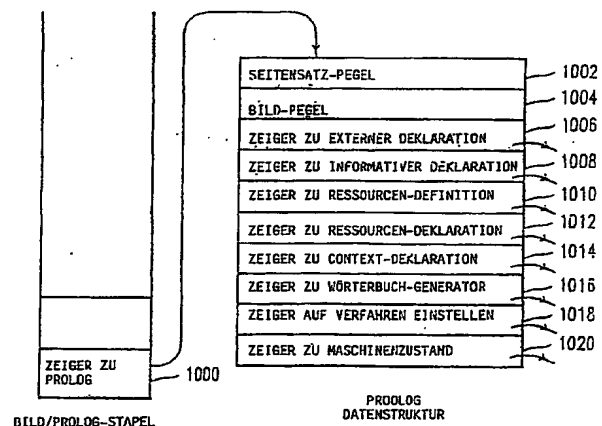 SEITENSATZ-PEGEL 1002
BILD-PEGEL 1004
ZEIGER ZU EXTERNER DEKLARATION 1006
ZEIGER ZU INFORMATIVER DEKLARATION 1008
ZEIGER ZU RESSOURCEN-DEFINITION 1010
ZEIGER ZU RESSOURCEN-DEKLARATION 1012
ZEIGER ZU CONTEXT-DEKLARATION 1014
ZEIGER ZU WÖRTERBUCH-GENERATOR 1016
ZEIGER AUF VERFAHREN EINSTELLEN 1018
ZEIGER ZU MASCHINENZUSTAND 1020
ZEIGER ZU
PROLOG 1000
BILD/PROLOG-STAPEL
PROOLOG
DATENSTRUKTUR